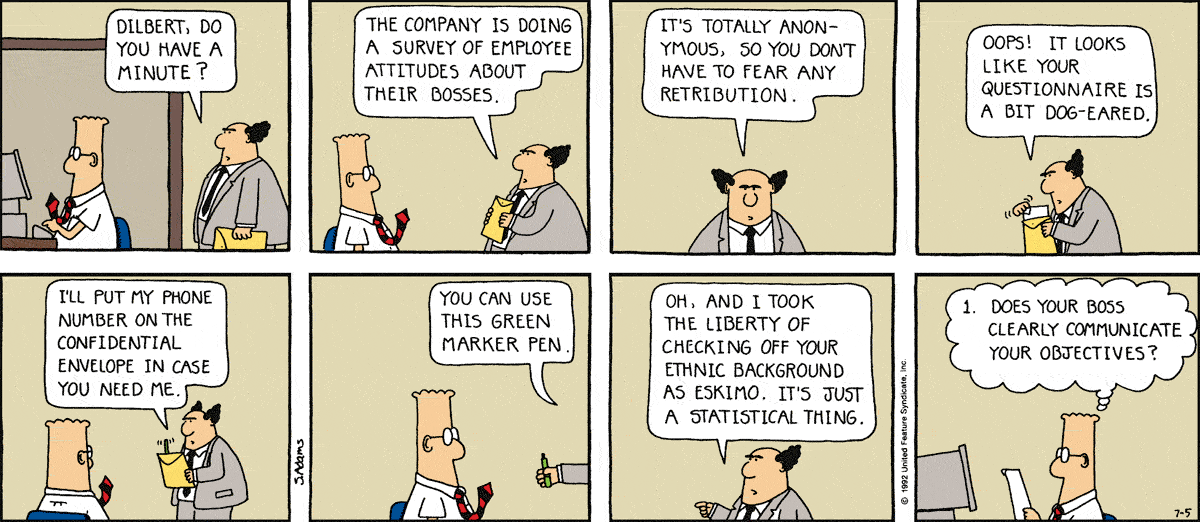 DILBERT, DO
YOU HAVE A
MINUTE?
THE COMPANY IS DOING
A SURVEY OF EMPLOYEE
ATTITUDES ABOUT
THEIR BOSSES.
IT'S TOTALLY ANON-
YMOUS, SO YOU DON'T
HAVE TO FEAR ANY
RETRIBUTION.
OOPS! IT LOOKS
LIKE YOUR
QUESTIONNAIRE IS
A BIT DOG-EARED.
I'LL PUT MY PHONE
NUMBER ON THE
CONFIDENTIAL
ENVELOPE IN CASE
YOU NEED ME.
S.Adams
YOU CAN USE
THIS GREEN
MARKER PEN.
OH, AND I TOOK
THE LIBERTY OF
CHECKING OFF YOUR
ETHNIC BACKGROUND
AS ESKIMO. IT'S JUST
A STATISTICAL THING.
© 1992 United Feature Syndicate, Inc.
1. DOES YOUR BOSS
CLEARLY COMMUNICATE
YOUR OBJECTIVES?
7-5